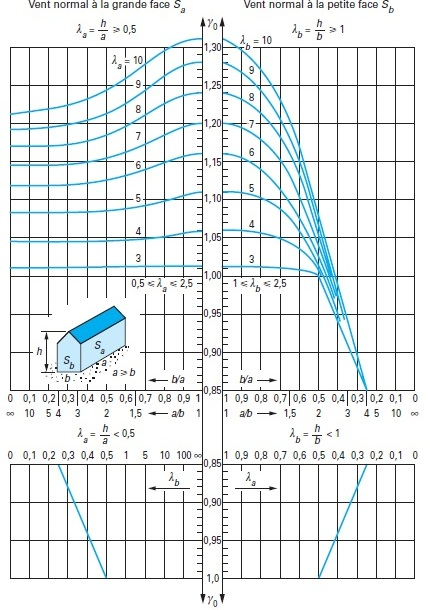 Vent normal à la grande face Sa
Vent normal à la petite face Sb
γ0
λa = h/a ⩾ 0,5
λb = h/b ⩾ 1
1,30
λa = 10
λb = 10
9
9
1,25
8
8
7
1,20
7
6
1,15
6
5
5
1,10
4
4
1,05
3
3
1,00
0,5 ⩽ λa ⩽ 2,5
1 ⩽ λb ⩽ 2,5
0,95
h
Sa
Sb
a
b
a ⩾ b
0,90
b/a
b/a
0,85
0 0,1 0,2 0,3 0,4 0,5 0,6 0,7 0,8 0,9 1
1 0,9 0,8 0,7 0,6 0,5 0,4 0,3 0,2 0,1 0
∞ 10 5 4 3 2 1,5 a/b 1
1 a/b 1,5 2 3 4 5 10 ∞
λa = h/a < 0,5
λb = h/b < 1
0 0,1 0,2 0,3 0,4 0,5 1 5 10 100 ∞
1 0,9 0,8 0,7 0,6 0,5 0,4 0,3 0,2 0,1 0
0,85
λb
λa
0,90
0,95
1,0
γ0